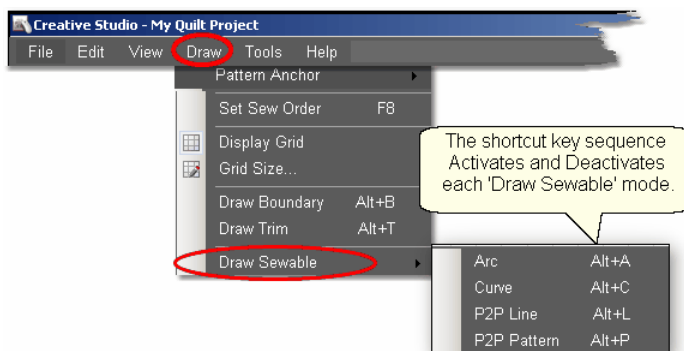 Creative Studio - My Quilt Project
File Edit View Draw Tools Help
Pattern Anchor
Set Sew Order F8
Display Grid
Grid Size...
Draw Boundary Alt+B
Draw Trim Alt+T
Draw Sewable
The shortcut key sequence
Activates and Deactivates
each 'Draw Sewable' mode.
Arc Alt+A
Curve Alt+C
P2P Line Alt+L
P2P Pattern Alt+P